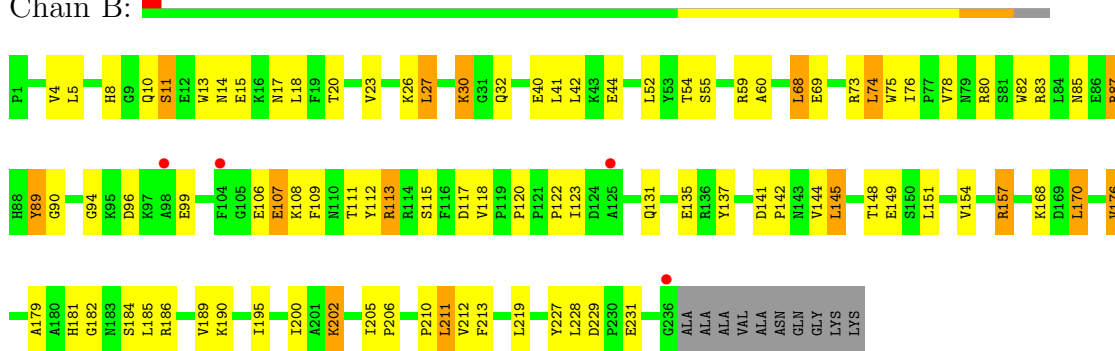 Chain B:
P1 V4 L5 H8 G9 Q10 S11 E12 W13 N14 E15 K16 N17 L18 F19 T20 V23 K26 L27 K30 G31 Q32 E40 L41 L42 K43 E44 L52 Y53 T54 S55 R59 A60 L68 E69 R73 L74 W75 I76 P77 V78 N79 R80 S81 W82 R83 L84 N85 E86 R87
H88 Y89 G90 G94 K95 D96 K97 A98 E99 F104 G105 E106 E107 K108 F109 N110 T111 Y112 R113 R114 S115 F116 D117 V118 P119 P120 P121 P122 I123 D124 A125 Q131 E135 R136 Y137 D141 P142 N143 V144 L145 T148 E149 S150 L151 V154 R157 K168 D169 L170 V176
A179 A180 H181 G182 N183 S184 L185 R186 V189 K190 I195 I200 A201 K202 I205 P206 P210 L211 V212 F213 L219 Y227 L228 D229 P230 E231 G236 ALA ALA ALA VAL ALA ASN GLN GLY LYS LYS